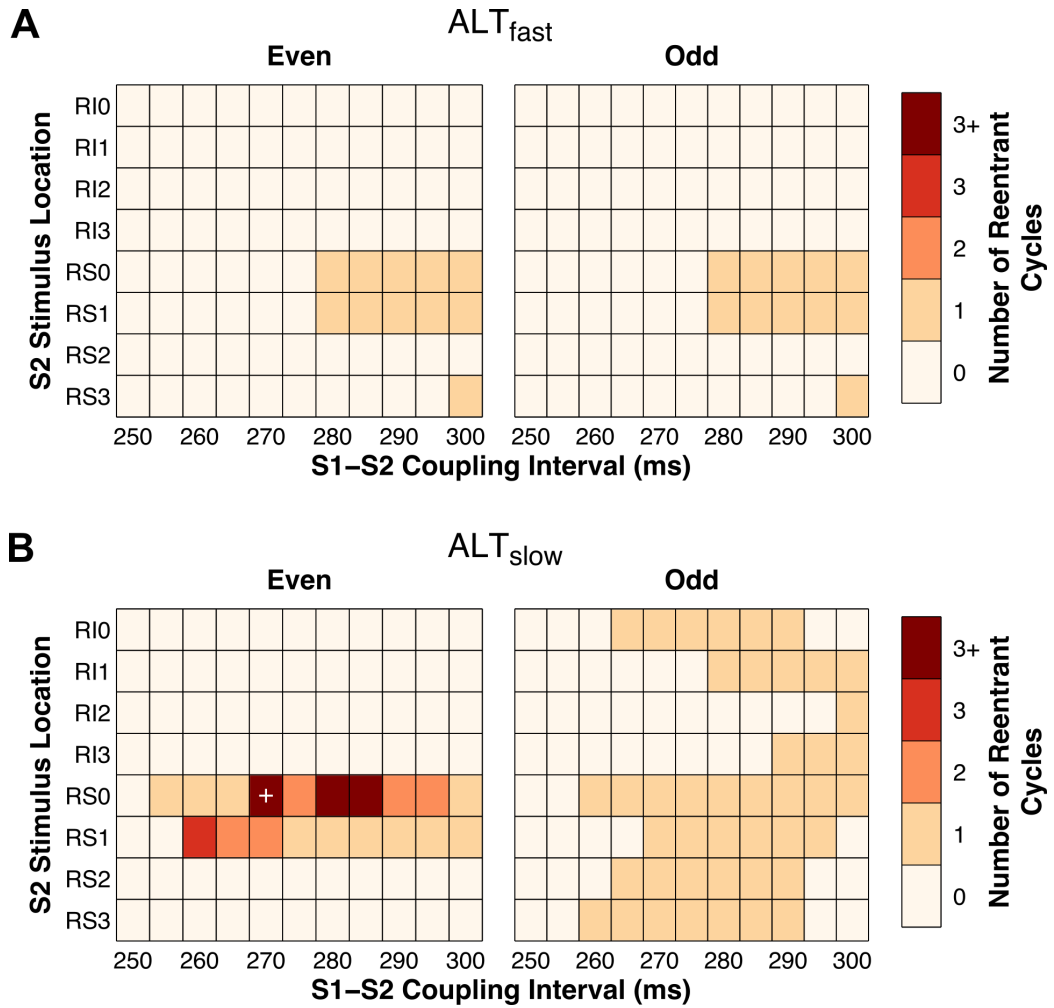 A
ALTfast
Even
Odd
S2 Stimulus Location
RI0
RI1
RI2
RI3
RS0
RS1
RS2
RS3
250 260 270 280 290 300
250 260 270 280 290 300
S1–S2 Coupling Interval (ms)
3+
3
2
1
0
Number of Reentrant
Cycles
B
ALTslow
Even
Odd
S2 Stimulus Location
RI0
RI1
RI2
RI3
RS0
RS1
RS2
RS3
+
250 260 270 280 290 300
250 260 270 280 290 300
S1–S2 Coupling Interval (ms)
3+
3
2
1
0
Number of Reentrant
Cycles